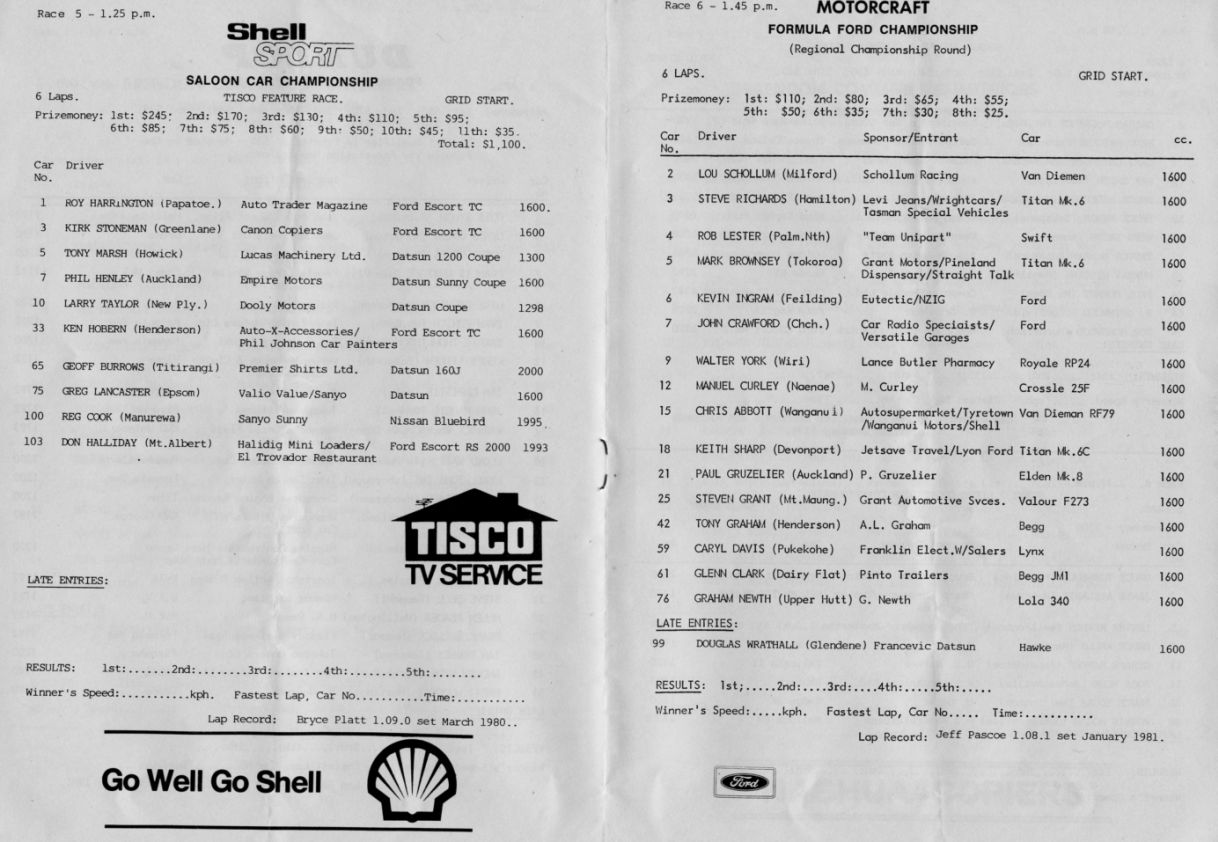 Race 5 - 1.25 p.m.
Shell
SPORT
SALOON CAR CHAMPIONSHIP
6 Laps. TISCO FEATURE RACE. GRID START.
Prizemoney: 1st: $245; 2nd: $170; 3rd: $130; 4th: $110; 5th: $95;
6th: $85; 7th: $75; 8th: $60; 9th: $50; 10th: $45; 11th: $35.
Total: $1,100.
Car Driver
No.
1 ROY HARRINGTON (Papatoe.) Auto Trader Magazine Ford Escort TC 1600.
3 KIRK STONEMAN (Greenlane) Canon Copiers Ford Escort TC 1600
5 TONY MARSH (Howick) Lucas Machinery Ltd. Datsun 1200 Coupe 1300
7 PHIL HENLEY (Auckland) Empire Motors Datsun Sunny Coupe 1600
10 LARRY TAYLOR (New Ply.) Dooly Motors Datsun Coupe 1298
33 KEN HOBERN (Henderson) Auto-X-Accessories/ Ford Escort TC 1600
Phil Johnson Car Painters
65 GEOFF BURROWS (Titirangi) Premier Shirts Ltd. Datsun 160J 2000
75 GREG LANCASTER (Epsom) Valio Value/Sanyo Datsun 1600
100 REG COOK (Manurewa) Sanyo Sunny Nissan Bluebird 1995.
103 DON HALLIDAY (Mt.Albert) Halidig Mini Loaders/ Ford Escort RS 2000 1993
El Trovador Restaurant
TISCO
TV SERVICE
LATE ENTRIES:
RESULTS: 1st:.......2nd:........3rd:........4th:.........5th:........
Winner's Speed:..........kph. Fastest Lap, Car No...........Time:...........
Lap Record: Bryce Platt 1.09.0 set March 1980..
Go Well Go Shell
Race 6 - 1.45 p.m. MOTORCRAFT
FORMULA FORD CHAMPIONSHIP
(Regional Championship Round)
6 LAPS. GRID START.
Prizemoney: 1st: $110; 2nd: $80; 3rd: $65; 4th: $55;
5th: $50; 6th: $35; 7th: $30; 8th: $25.
Car Driver Sponsor/Entrant Car cc.
No.
2 LOU SCHOLLUM (Milford) Schollum Racing Van Diemen 1600
3 STEVE RICHARDS (Hamilton) Levi Jeans/Wrightcars/ Titan Mk.6 1600
Tasman Special Vehicles
4 ROB LESTER (Palm.Nth) "Team Unipart" Swift 1600
5 MARK BROWNSEY (Tokoroa) Grant Motors/Pineland Titan Mk.6 1600
Dispensary/Straight Talk
6 KEVIN INGRAM (Feilding) Eutectic/NZIG Ford 1600
7 JOHN CRAWFORD (Chch.) Car Radio Speciaists/ Ford 1600
Versatile Garages
9 WALTER YORK (Wiri) Lance Butler Pharmacy Royale RP24 1600
12 MANUEL CURLEY (Naenae) M. Curley Crossle 25F 1600
15 CHRIS ABBOTT (Wanganui) Autosupermarket/Tyretown Van Dieman RF79 1600
/Wanganui Motors/Shell
18 KEITH SHARP (Devonport) Jetsave Travel/Lyon Ford Titan Mk.6C 1600
21 PAUL GRUZELIER (Auckland) P. Gruzelier Elden Mk.8 1600
25 STEVEN GRANT (Mt.Maung.) Grant Automotive Svces. Valour F273 1600
42 TONY GRAHAM (Henderson) A.L. Graham Begg 1600
59 CARYL DAVIS (Pukekohe) Franklin Elect.W/Salers Lynx 1600
61 GLENN CLARK (Dairy Flat) Pinto Trailers Begg JM1 1600
76 GRAHAM NEWTH (Upper Hutt) G. Newth Lola 340 1600
LATE ENTRIES:
99 DOUGLAS WRATHALL (Glendene) Francevic Datsun Hawke 1600
RESULTS: 1st;.....2nd:....3rd:....4th:.....5th:.....
Winner's Speed:.....kph. Fastest Lap, Car No..... Time:...........
Lap Record: Jeff Pascoe 1.08.1 set January 1981.
Ford